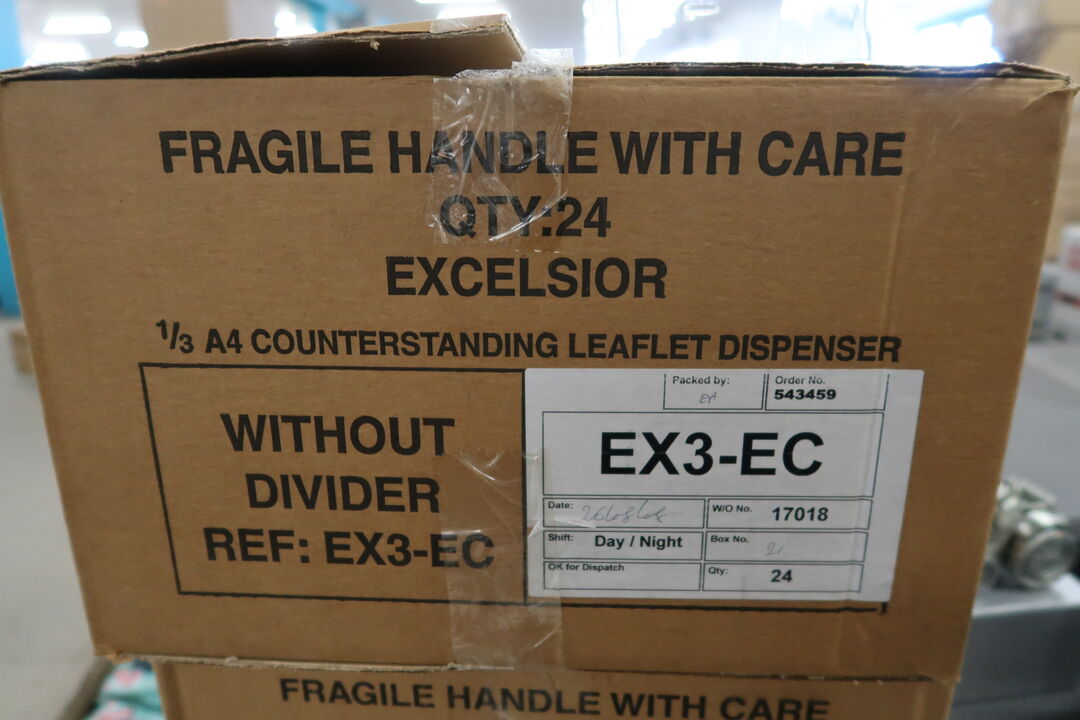 FRAGILE HANDLE WITH CARE
QTY:24
EXCELSIOR
1/3 A4 COUNTERSTANDING LEAFLET DISPENSER
WITHOUT
DIVIDER
REF: EX3-EC
Packed by:
Order No.
543459
EX3-EC
Date:
W/O No. 17018
Shift: Day / Night
Box No.
OK for Dispatch
Qty: 24
FRAGILE HANDLE WITH CARE